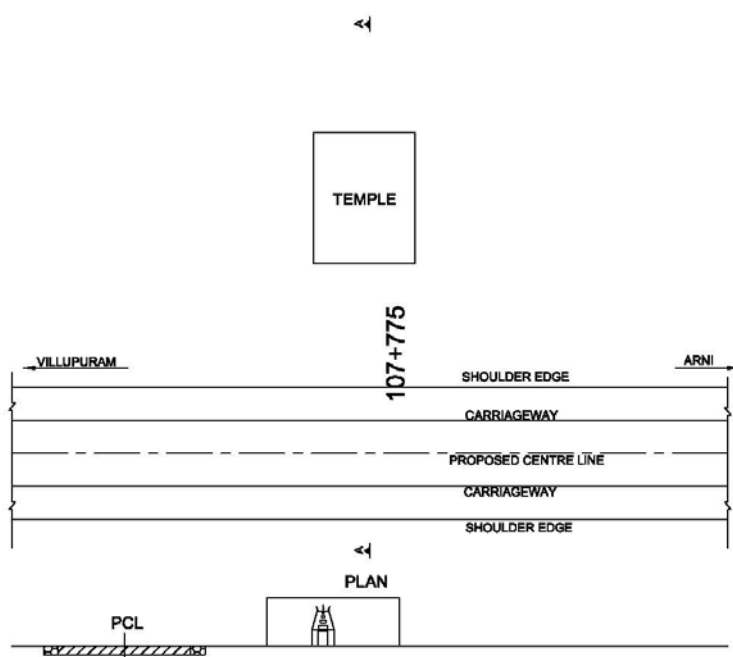 A
TEMPLE
107+775
VILLUPURAM
ARNI
SHOULDER EDGE
CARRIAGEWAY
PROPOSED CENTRE LINE
CARRIAGEWAY
SHOULDER EDGE
A
PLAN
PCL